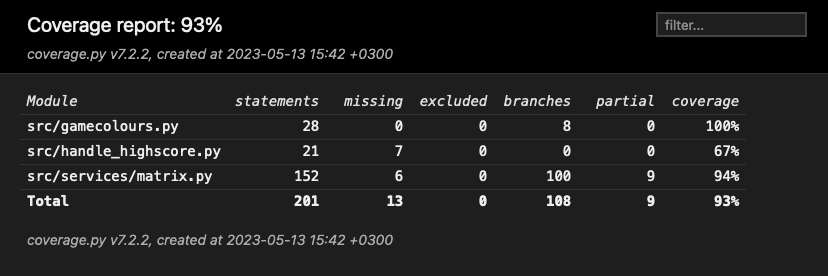 Coverage report: 93%
filter...
coverage.py v7.2.2, created at 2023-05-13 15:42 +0300
Module statements missing excluded branches partial coverage
src/gamecolours.py 28 0 0 8 0 100%
src/handle_highscore.py 21 7 0 0 0 67%
src/services/matrix.py 152 6 0 100 9 94%
Total 201 13 0 108 9 93%
coverage.py v7.2.2, created at 2023-05-13 15:42 +0300